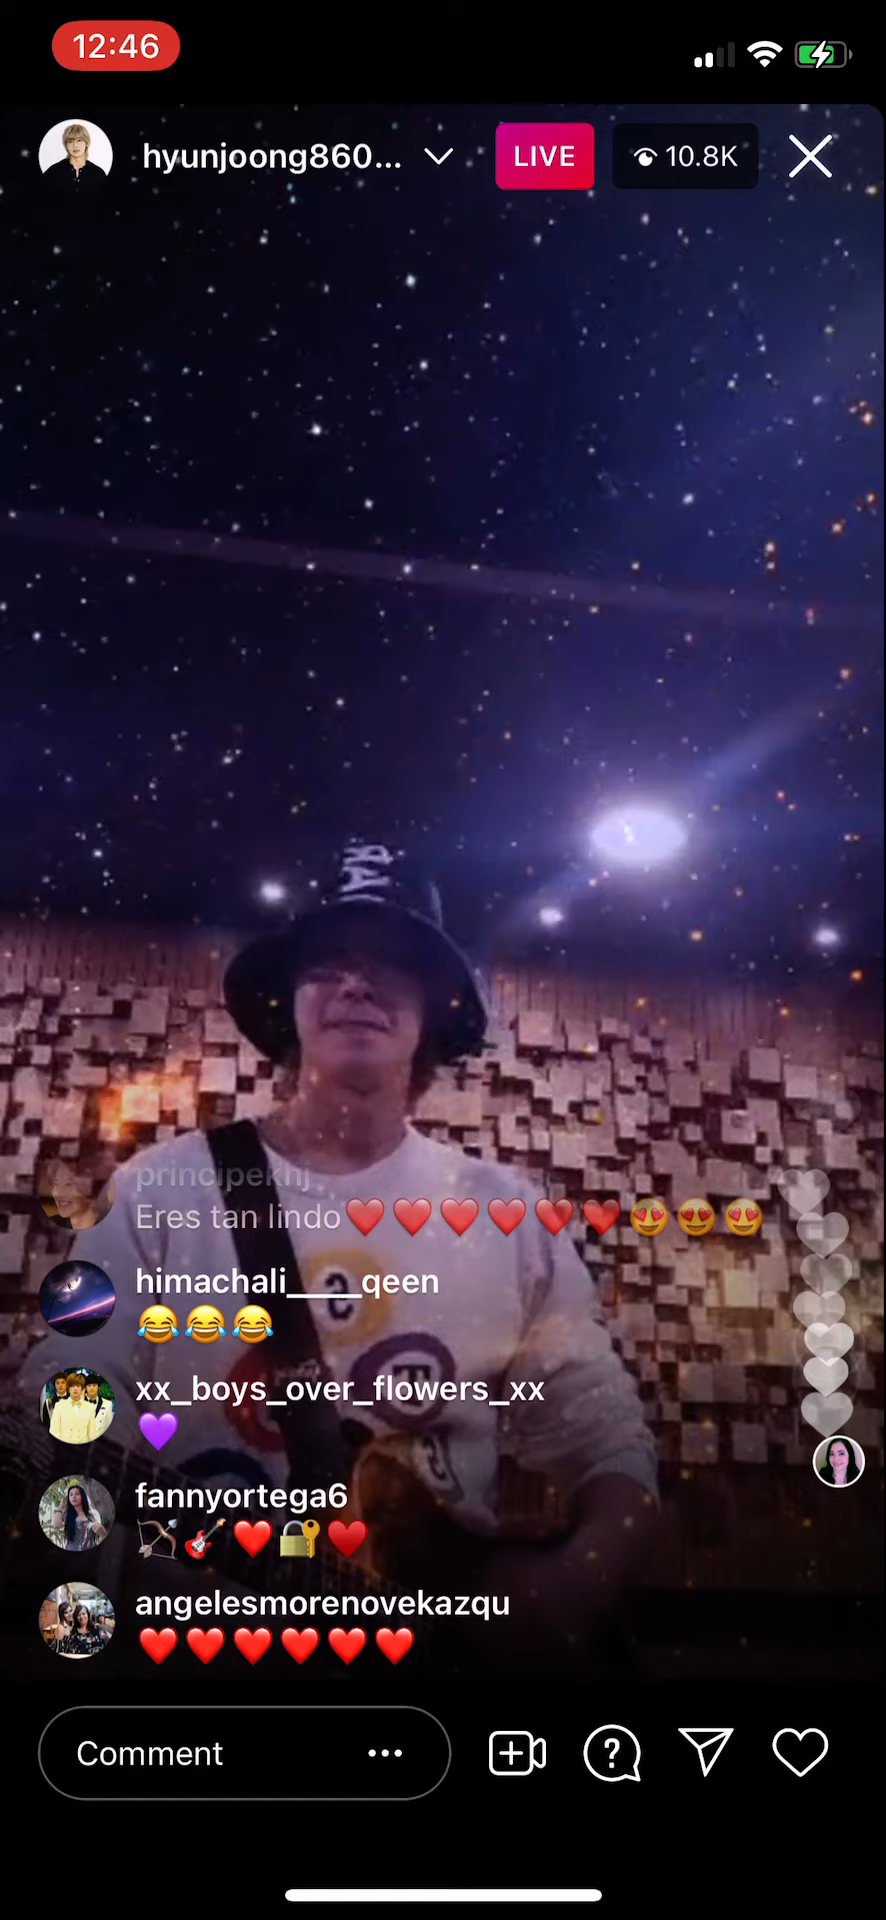 12:46
hyunjoong860...
LIVE
10.8K
principekhj
Eres tan lindo❤️❤️❤️❤️❤️❤️😍😍😍
himachali____qeen
😂😂😂
xx_boys_over_flowers_xx
💜
fannyortega6
🏹🎸❤️🔐❤️
angelesmorenovekazqu
❤️❤️❤️❤️❤️❤️
Comment